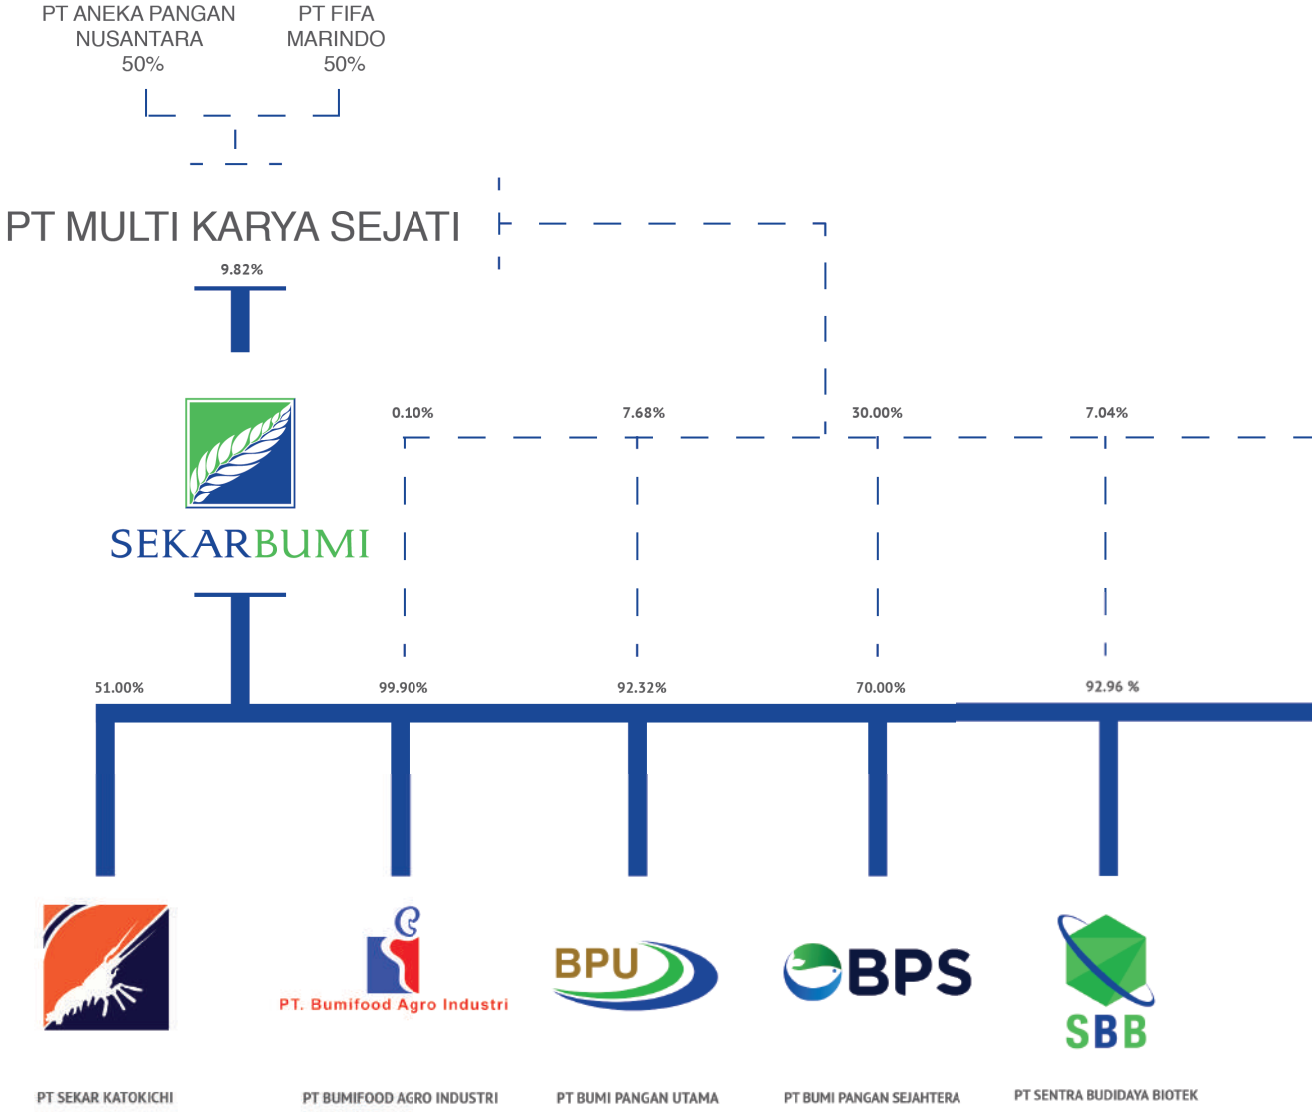 PT ANEKA PANGAN
NUSANTARA
50%
PT FIFA
MARINDO
50%
PT MULTI KARYA SEJATI
9.82%
SEKARBUMI
0.10%
7.68%
30.00%
7.04%
51.00%
99.90%
92.32%
70.00%
92.96 %
PT. Bumifood Agro Industri
BPU
BPS
SBB
PT SEKAR KATOKICHI
PT BUMIFOOD AGRO INDUSTRI
PT BUMI PANGAN UTAMA
PT BUMI PANGAN SEJAHTERA
PT SENTRA BUDIDAYA BIOTEK